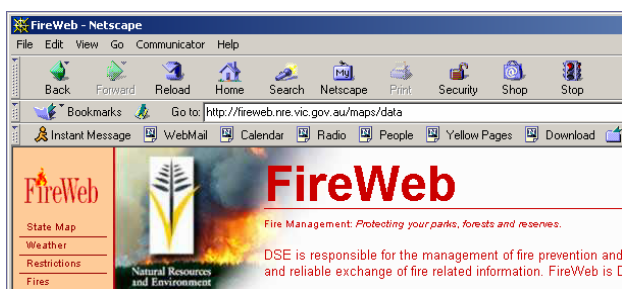 FireWeb - Netscape
File Edit View Go Communicator Help
Back Forward Reload Home Search Netscape Print Security Shop Stop
My
Bookmarks Go to: http://fireweb.nre.vic.gov.au/maps/data
Instant Message WebMail Calendar Radio People Yellow Pages Download
FireWeb
State Map
Weather
Restrictions
Fires
Natural Resources
and Environment
FireWeb
Fire Management: Protecting your parks, forests and reserves.
DSE is responsible for the management of fire prevention and
and reliable exchange of fire related information. FireWeb is